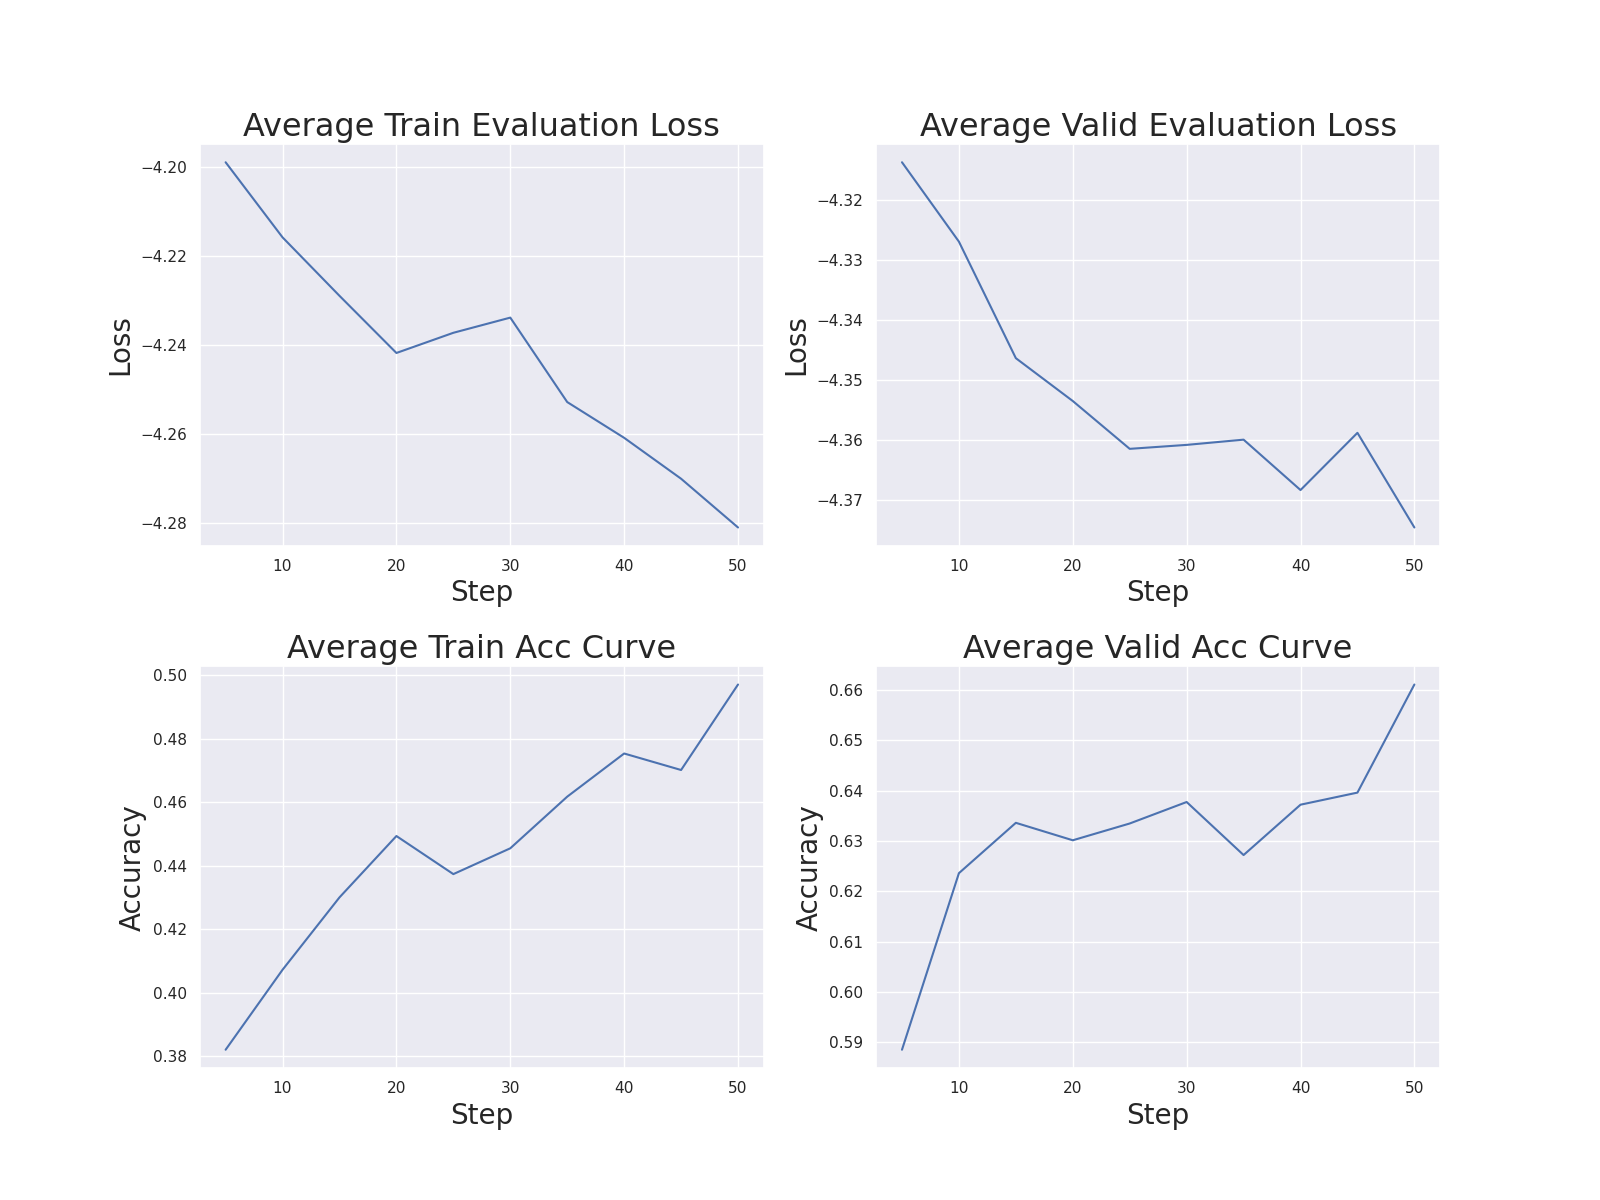 Average Train Evaluation Loss
−4.20
−4.22
−4.24
−4.26
−4.28
Loss
10 20 30 40 50
Step
Average Valid Evaluation Loss
−4.32
−4.33
−4.34
−4.35
−4.36
−4.37
Loss
10 20 30 40 50
Step
Average Train Acc Curve
0.50
0.48
0.46
0.44
0.42
0.40
0.38
Accuracy
10 20 30 40 50
Step
Average Valid Acc Curve
0.66
0.65
0.64
0.63
0.62
0.61
0.60
0.59
Accuracy
10 20 30 40 50
Step